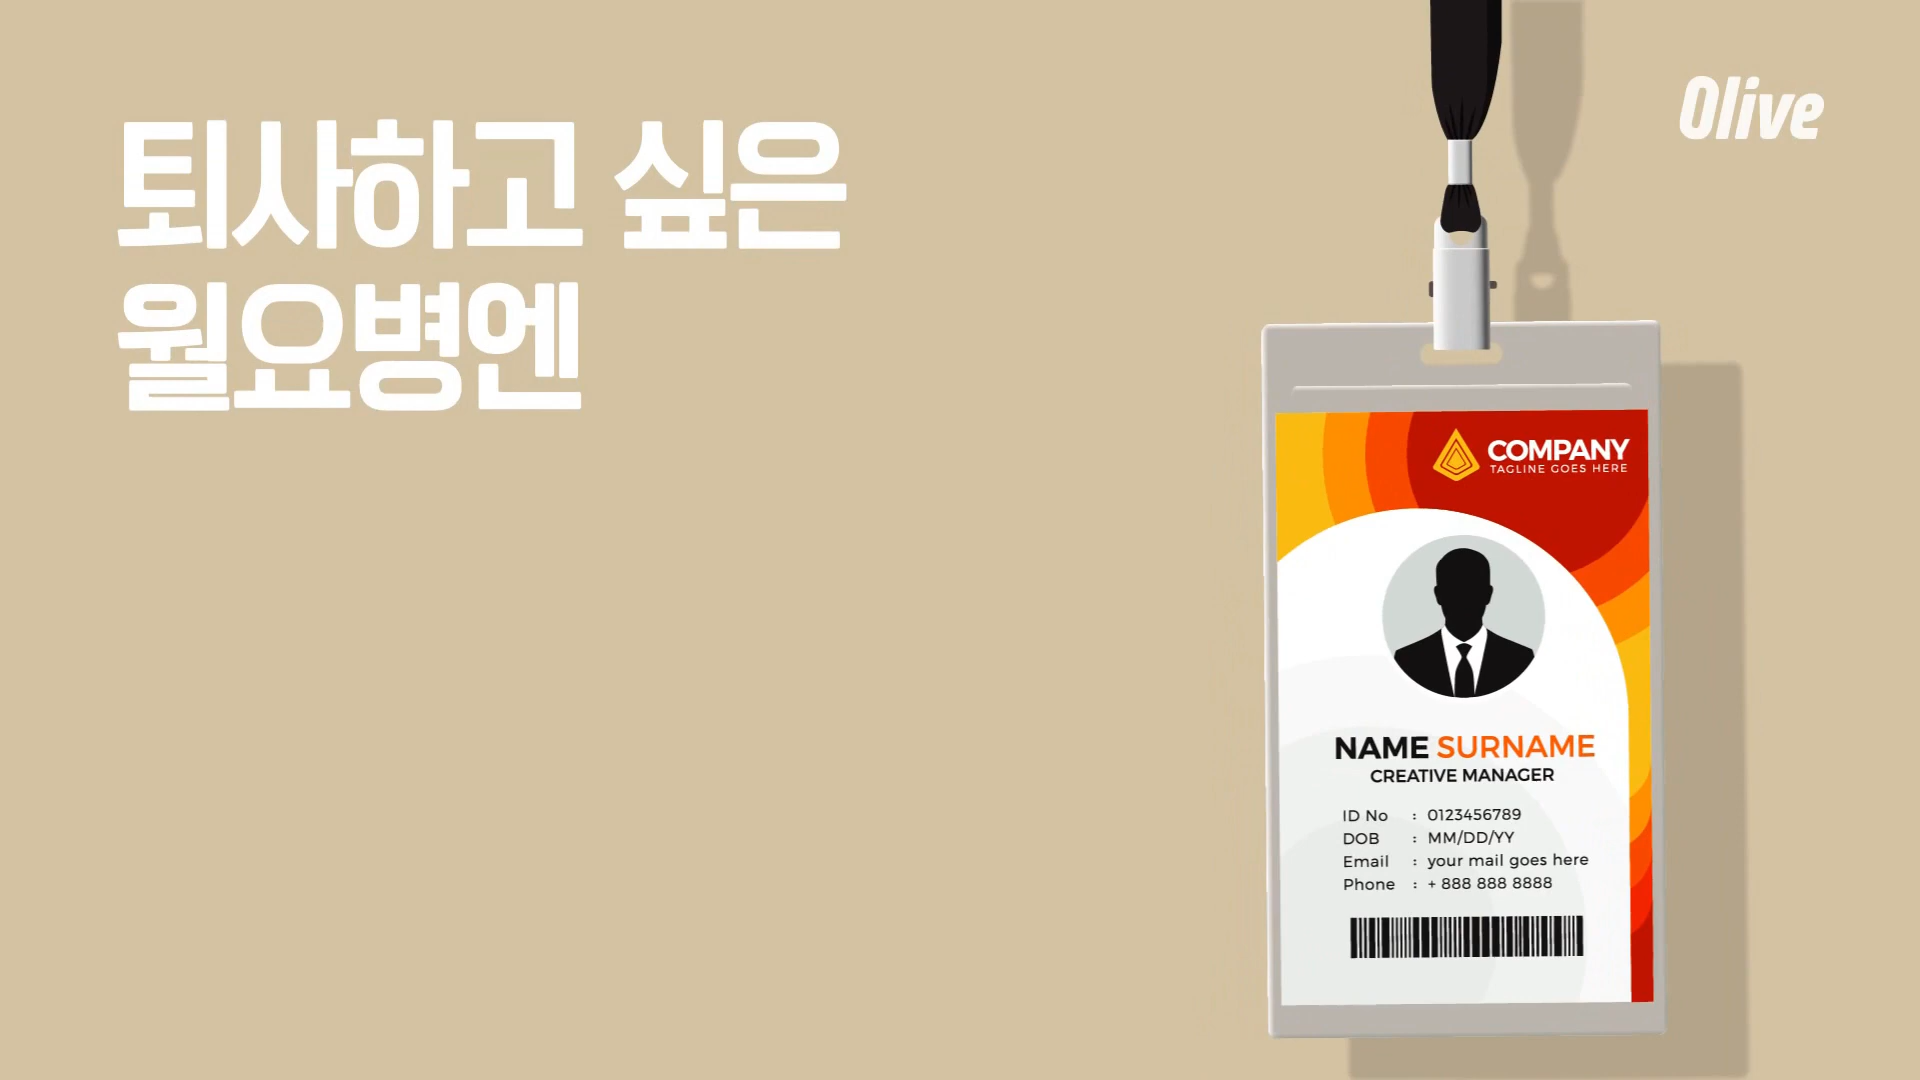 퇴사하고 싶은
월요병엔
Olive
COMPANY
TAGLINE GOES HERE
NAME SURNAME
CREATIVE MANAGER
ID No : 0123456789
DOB : MM/DD/YY
Email : your mail goes here
Phone : + 888 888 8888